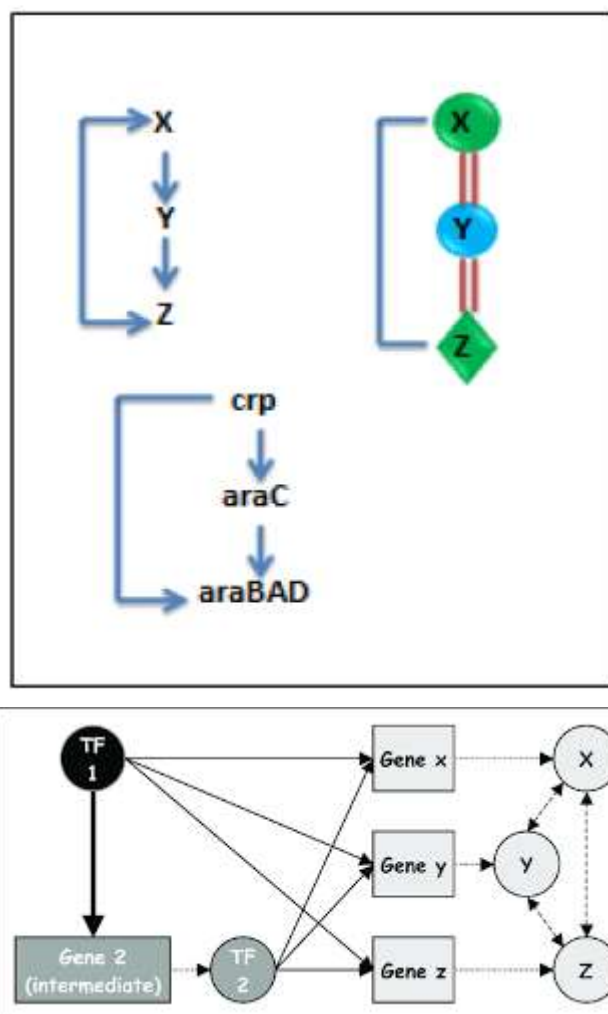 X
Y
Z
X
Y
Z
crp
araC
araBAD
TF
1
Gene x
X
Gene y
Y
Gene 2
(intermediate)
TF
2
Gene z
Z